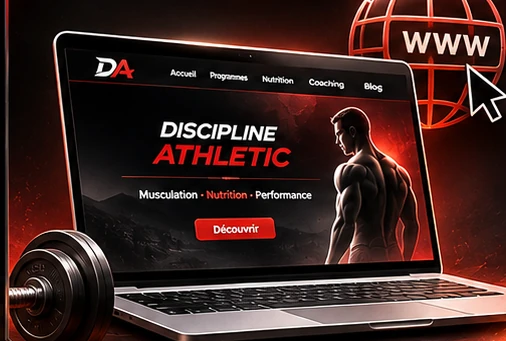 WWW
DA
Accueil Programmes Nutrition Coaching Blog
DISCIPLINE
ATHLETIC
Musculation • Nutrition • Performance
Découvrir